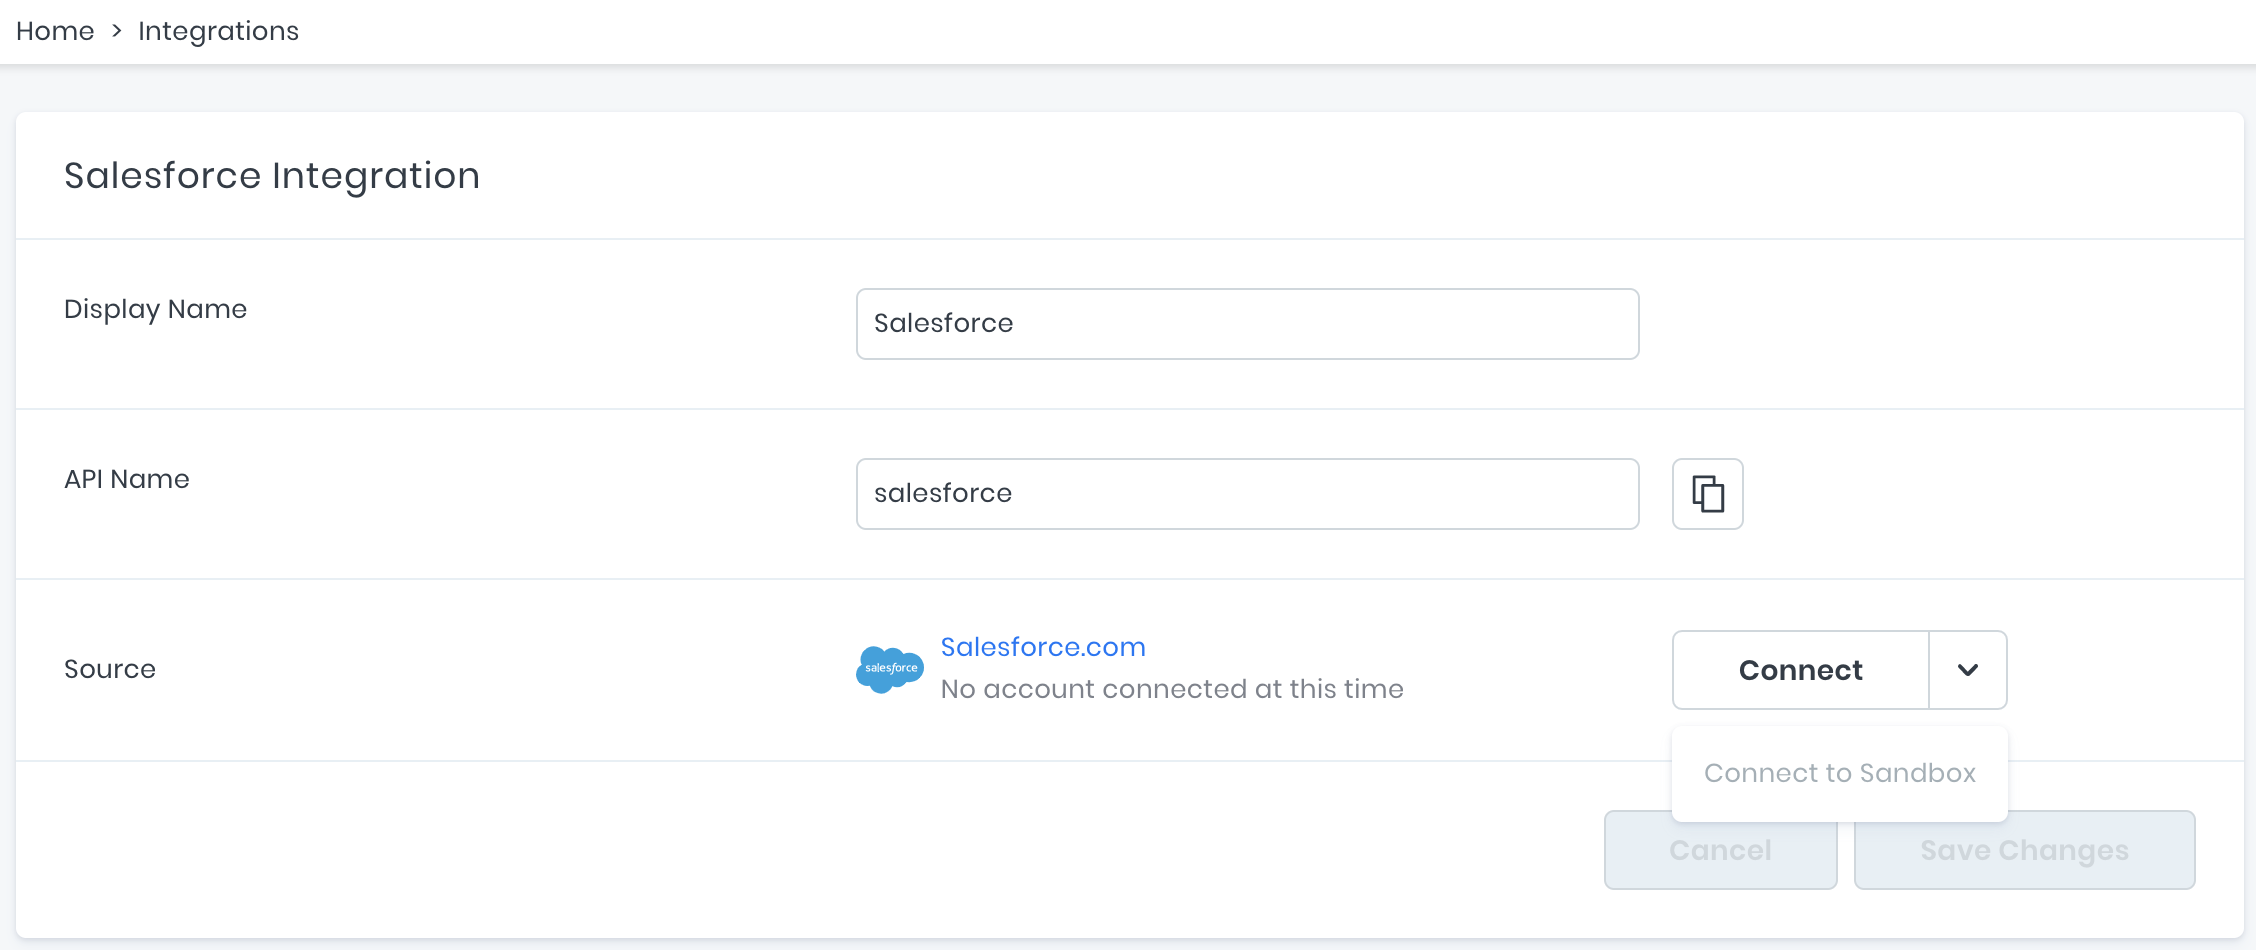 Home > Integrations
Salesforce Integration
Display Name
Salesforce
API Name
salesforce
Source
salesforce
Salesforce.com
No account connected at this time
Connect
Connect to Sandbox
Cancel
Save Changes